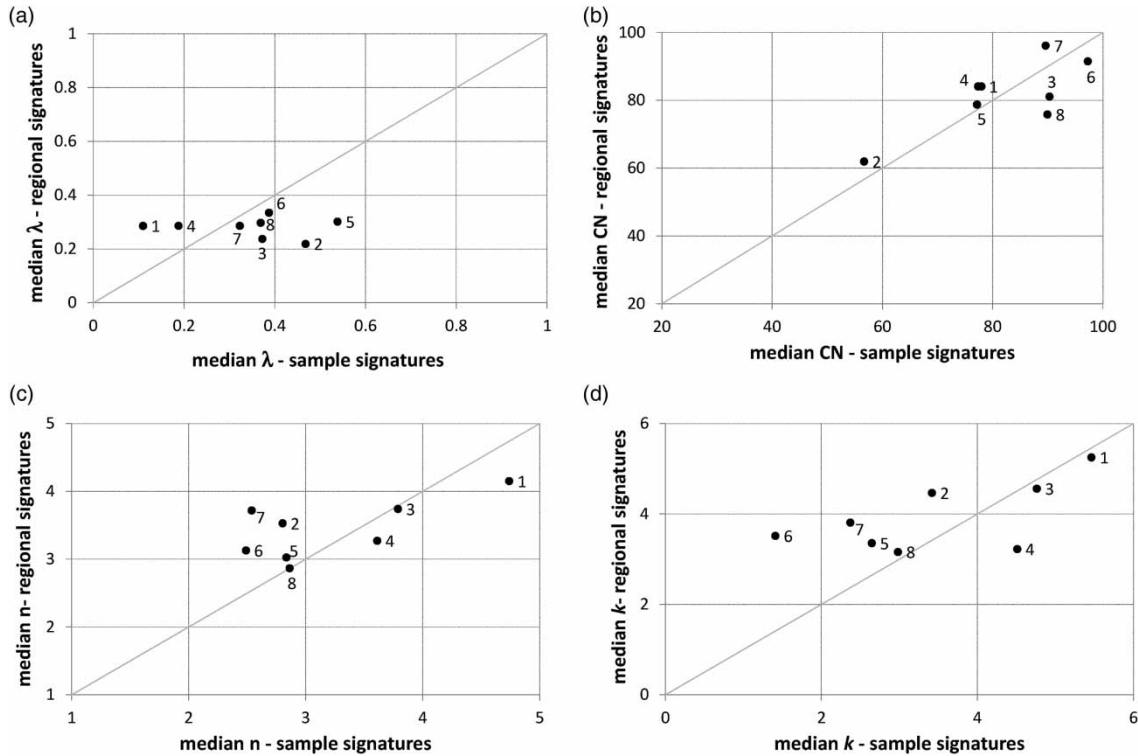 (a)
1
0.8
0.6
0.4
0.2
0
median λ - regional signatures
6
1 4 5
7 8
3 2
0 0.2 0.4 0.6 0.8 1
median λ - sample signatures
(b)
100
80
60
40
20
median CN - regional signatures
7
4 1 3 6
5 8
2
20 40 60 80 100
median CN - sample signatures
(c)
5
4
3
2
1
median n- regional signatures
1
7 2 3
6 5 4
8
1 2 3 4 5
median n - sample signatures
(d)
6
4
2
0
median k- regional signatures
1
2 3
6 7 5 8 4
0 2 4 6
median k - sample signatures